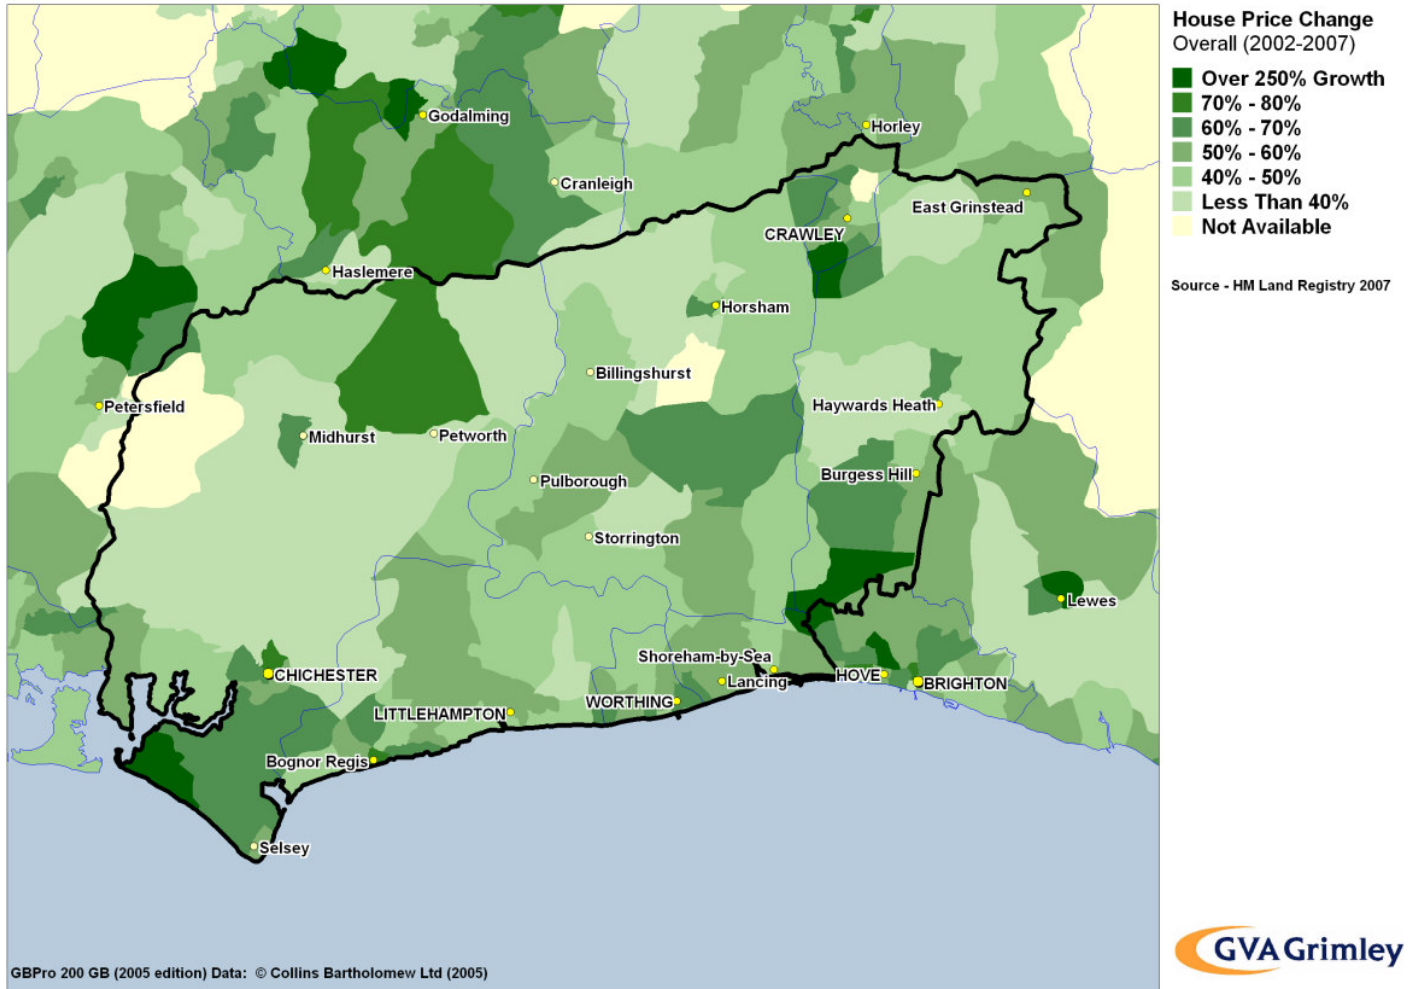 House Price Change
Overall (2002-2007)
Over 250% Growth
70% - 80%
60% - 70%
50% - 60%
40% - 50%
Less Than 40%
Not Available
Source - HM Land Registry 2007
Godalming
Horley
Cranleigh
East Grinstead
CRAWLEY
Haslemere
Horsham
Billingshurst
Petersfield
Haywards Heath
Midhurst
Petworth
Burgess Hill
Pulborough
Storrington
Lewes
Shoreham-by-Sea
CHICHESTER
Lancing
HOVE
BRIGHTON
WORTHING
LITTLEHAMPTON
Bognor Regis
Selsey
GVA Grimley
GBPro 200 GB (2005 edition) Data: © Collins Bartholomew Ltd (2005)